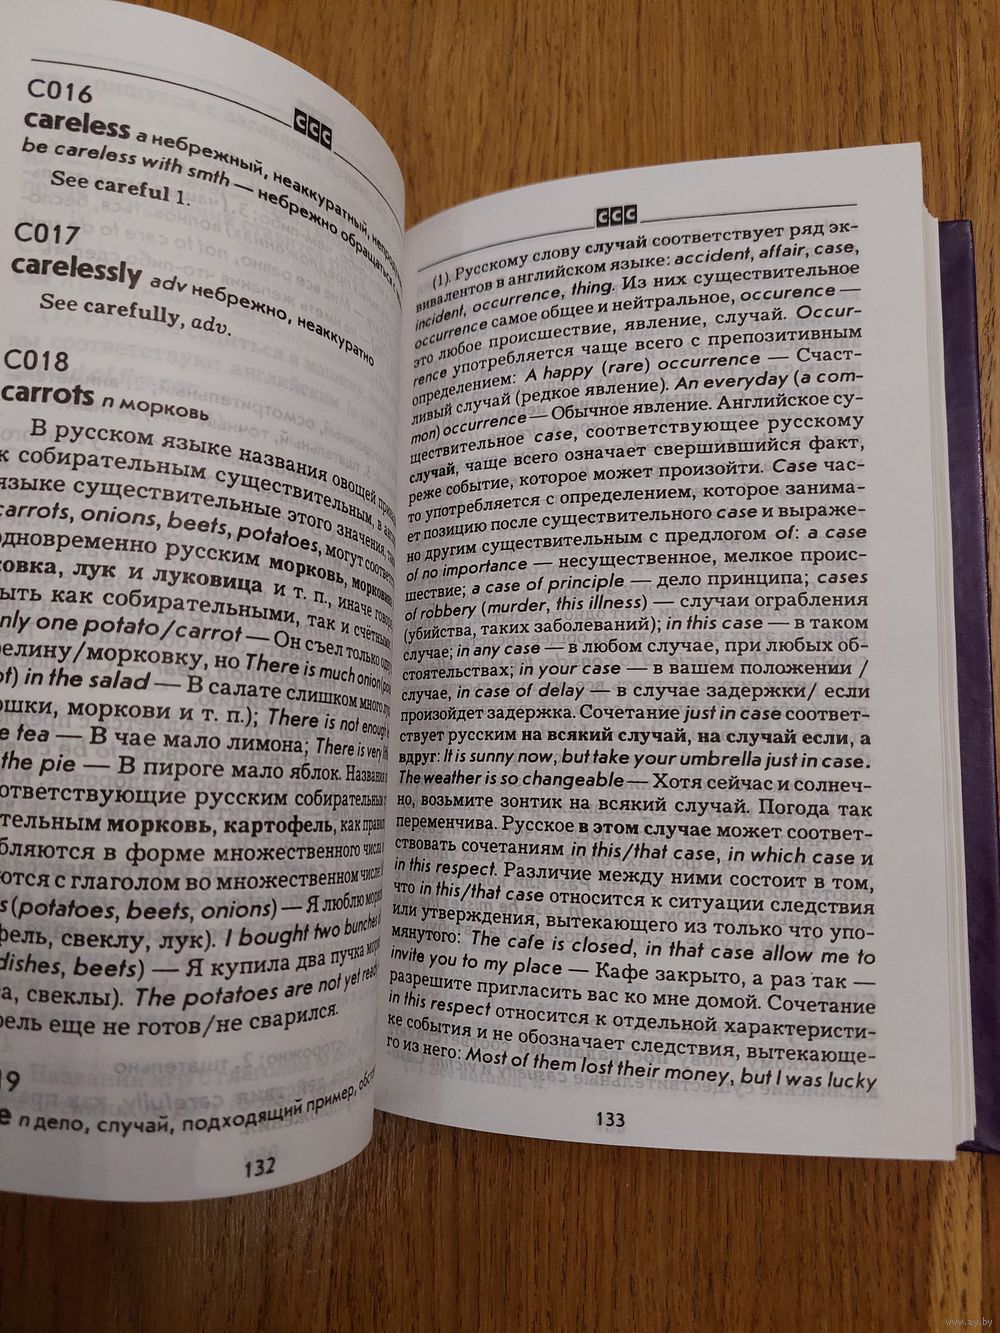 C016
ссс
careless a небрежный, неаккуратный,
be careless with smth — небрежно обращаться с
See careful 1.
C017
carelessly adv небрежно, неаккуратно
See carefully, adv.
C018
carrots n морковь
В русском языке названия овощей
к собирательным существительным, в
языке существительные этого значения,
carrots, onions, beets, potatoes, могут
одновременно русским морковь,
лук и луковица и т. п., иначе
быть как собирательными, так и счётными
only one potato/carrot — Он съел только
морковку, но There is much onion
in the salad — В салате слишком много
моркови и т. п.); There is not enough
tea — В чае мало лимона; There is very
the pie — В пироге мало яблок. Названия
русским собирательным
морковь, картофель, как
в форме множественного числа
с глаголом во множественном числе
(potatoes, beets, onions) — Я люблю
свеклу, лук). I bought two bunches
beets) — Я купила два пучка
свеклы). The potatoes are not yet ready
еще не готов/не сварился.
19
n дело, случай, подходящий пример,
132
ссс
(1). Русскому слову случай соответствует ряд эк-
вивалентов в английском языке: accident, affair, case,
incident, occurrence, thing. Из них существительное
occurrence самое общее и нейтральное, occurence —
это любое происшествие, явление, случай. Occur-
rence употребляется чаще всего с препозитивным
определением: A happy (rare) occurrence — Счаст-
ливый случай (редкое явление). An everyday (a com-
mon) occurrence — Обычное явление. Английское су-
ществительное case, соответствующее русскому
случай, чаще всего означает свершившийся факт,
реже событие, которое может произойти. Case час-
то употребляется с определением, которое занима-
ет позицию после существительного case и выраже-
но другим существительным с предлогом of: a case
of no importance — несущественное, мелкое проис-
шествие; a case of principle — дело принципа; cases
of robbery (murder, this illness) — случаи ограбления
(убийства, таких заболеваний); in this case — в таком
случае; in any case — в любом случае, при любых об-
стоятельствах; in your case — в вашем положении /
случае, in case of delay — в случае задержки/ если
произойдет задержка. Сочетание just in case соответ-
ствует русским на всякий случай, на случай если, а
вдруг: It is sunny now, but take your umbrella just in case.
The weather is so changeable — Хотя сейчас и солнеч-
но, возьмите зонтик на всякий случай. Погода так
переменчива. Русское в этом случае может соответ-
ствовать сочетаниям in this/that case, in which case и
in this respect. Различие между ними состоит в том,
что in this/that case относится к ситуации следствия
или утверждения, вытекающего из только что упо-
мянутого: The cafe is closed, in that case allow me to
invite you to my place — Кафе закрыто, а раз так —
разрешите пригласить вас ко мне домой. Сочетание
in this respect относится к отдельной характеристи-
ке события и не обозначает следствия, вытекающе-
го из него: Most of them lost their money, but I was lucky
133
www.ay.by